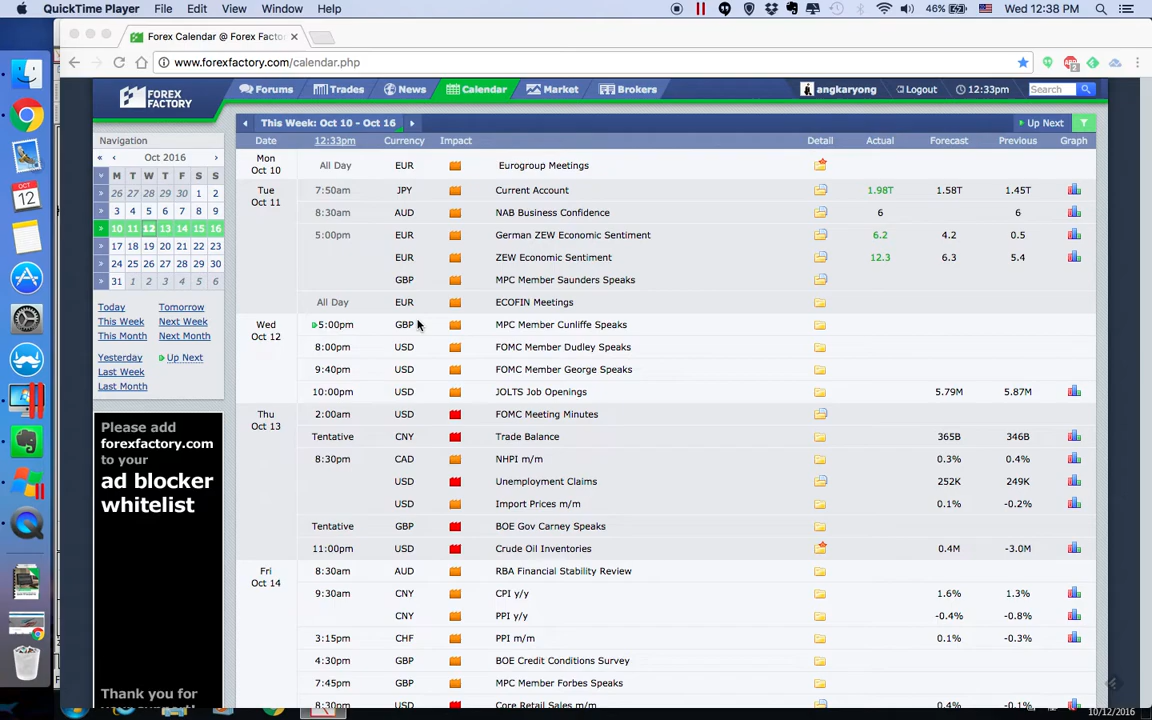 QuickTime Player File Edit View Window Help 46% Wed 12:38 PM
Forex Calendar @ Forex Facto
www.forexfactory.com/calendar.php
FOREX FACTORY Forums Trades News Calendar Market Brokers angkaryong Logout 12:33pm Search
This Week: Oct 10 - Oct 16 Up Next
Date 12:33pm Currency Impact Detail Actual Forecast Previous Graph
Mon Oct 10 All Day EUR Eurogroup Meetings
Tue Oct 11 7:50am JPY Current Account 1.98T 1.58T 1.45T
8:30am AUD NAB Business Confidence 6 6
5:00pm EUR German ZEW Economic Sentiment 6.2 4.2 0.5
EUR ZEW Economic Sentiment 12.3 6.3 5.4
GBP MPC Member Saunders Speaks
All Day EUR ECOFIN Meetings
Wed Oct 12 5:00pm GBP MPC Member Cunliffe Speaks
8:00pm USD FOMC Member Dudley Speaks
9:40pm USD FOMC Member George Speaks
10:00pm USD JOLTS Job Openings 5.79M 5.87M
Thu Oct 13 2:00am USD FOMC Meeting Minutes
Tentative CNY Trade Balance 365B 346B
8:30pm CAD NHPI m/m 0.3% 0.4%
USD Unemployment Claims 252K 249K
USD Import Prices m/m 0.1% -0.2%
Tentative GBP BOE Gov Carney Speaks
11:00pm USD Crude Oil Inventories 0.4M -3.0M
Fri Oct 14 8:30am AUD RBA Financial Stability Review
9:30am CNY CPI y/y 1.6% 1.3%
CNY PPI y/y -0.4% -0.8%
3:15pm CHF PPI m/m 0.1% -0.3%
4:30pm GBP BOE Credit Conditions Survey
7:45pm GBP MPC Member Forbes Speaks
8:30pm USD Core Retail Sales m/m 0.4% -0.1%
Navigation
« ‹ Oct 2016 ›
M T W T F S S
26 27 28 29 30 1 2
3 4 5 6 7 8 9
10 11 12 13 14 15 16
17 18 19 20 21 22 23
24 25 26 27 28 29 30
31 1 2 3 4 5 6
Today Tomorrow
This Week Next Week
This Month Next Month
Yesterday Up Next
Last Week
Last Month
Please add
forexfactory.com
to your
ad blocker
whitelist
Thank you for
OCT
12
10/12/2016